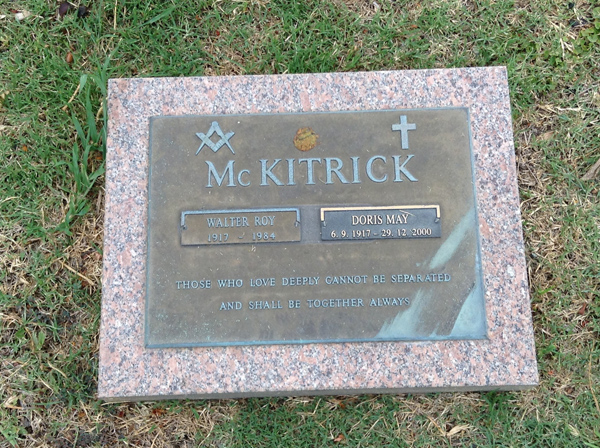 McKITRICK
WALTER ROY
1917 - 1984
DORIS MAY
6. 9. 1917 - 29. 12. 2000
THOSE WHO LOVE DEEPLY CANNOT BE SEPARATED
AND SHALL BE TOGETHER ALWAYS